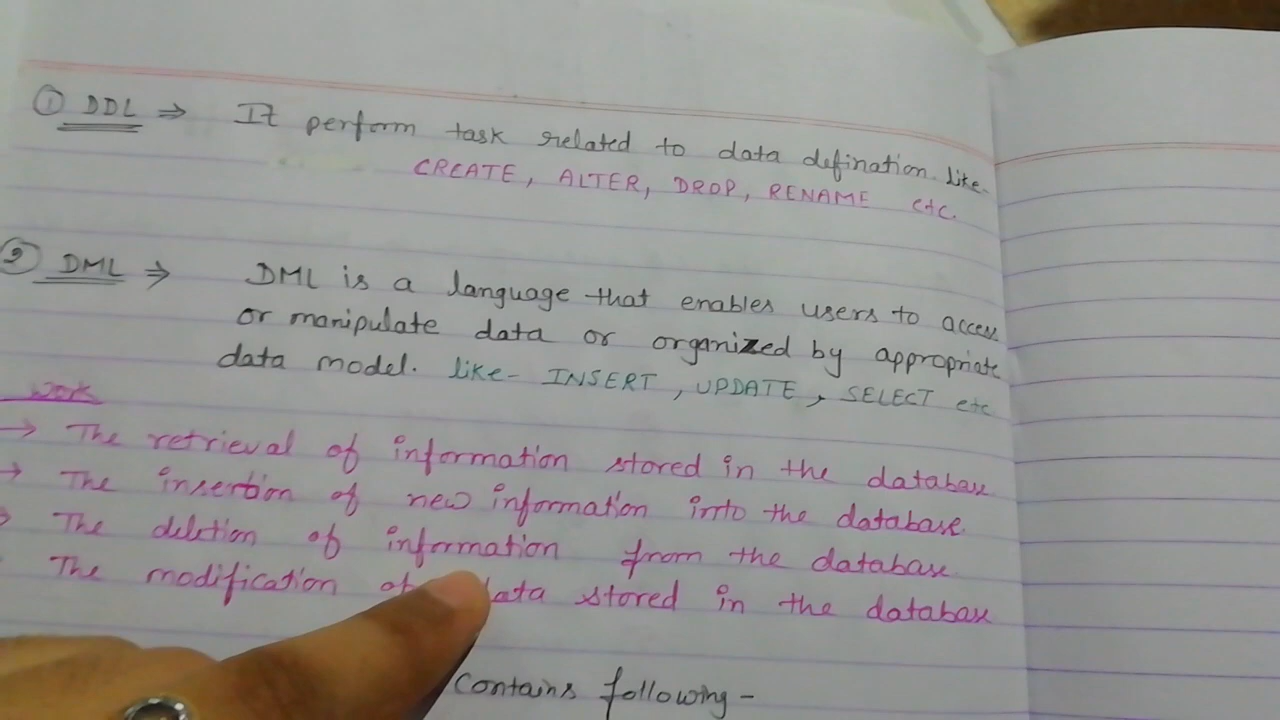 ① DDL ⇒ It perform task related to data defination. like-
CREATE, ALTER, DROP, RENAME etc.
② DML ⇒ DML is a language that enables users to access
or manipulate data or organized by appropriate
data model. like- INSERT, UPDATE, SELECT etc
work
→ The retrieval of information stored in the database
→ The insertion of new information into the database.
→ The deletion of information from the database
The modification of data stored in the database
contains following -